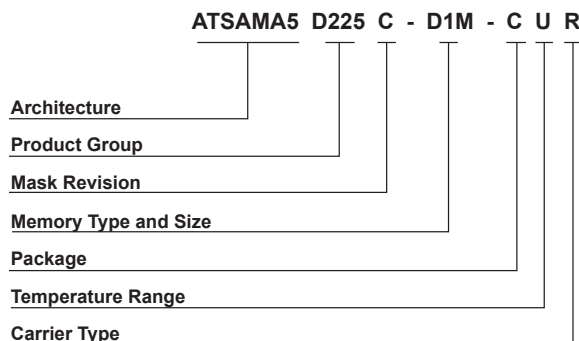 ATSAMA5 D225 C - D1M - C U R
Architecture
Product Group
Mask Revision
Memory Type and Size
Package
Temperature Range
Carrier Type